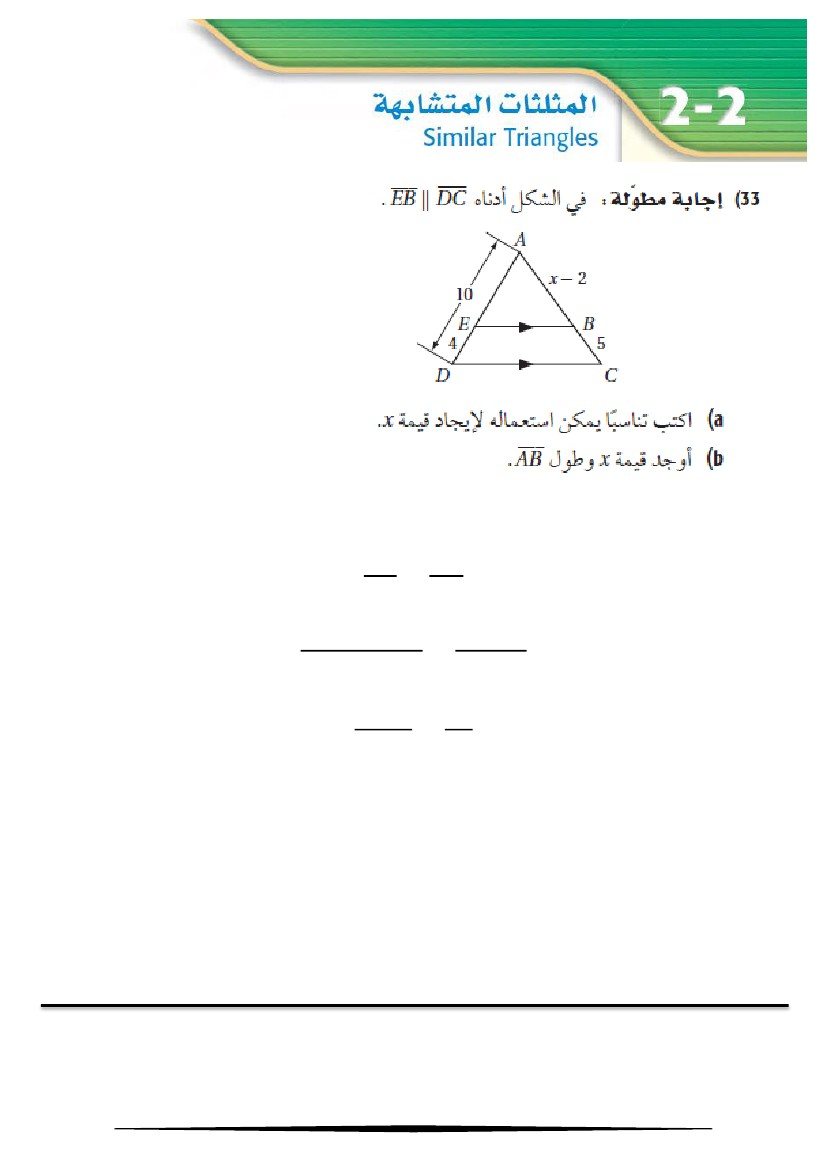 2-2
المثلثات المتشابهة
Similar Triangles
33) إجابة مطوّلة : في الشكل أدناه EB || DC .
A
x − 2
10
E
B
4
5
D
C
a) اكتب تناسبًا يمكن استعماله لإيجاد قيمة x.
b) أوجد قيمة x وطول AB.